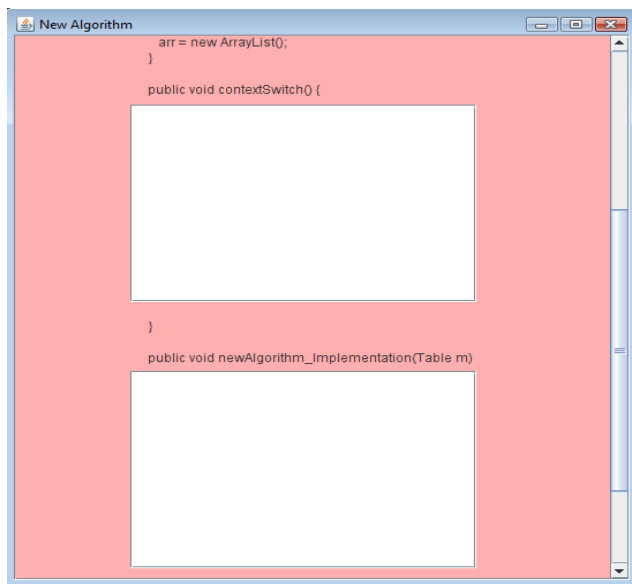 New Algorithm
arr = new ArrayList();
}
public void contextSwitch() {
}
public void newAlgorithm_Implementation(Table m)